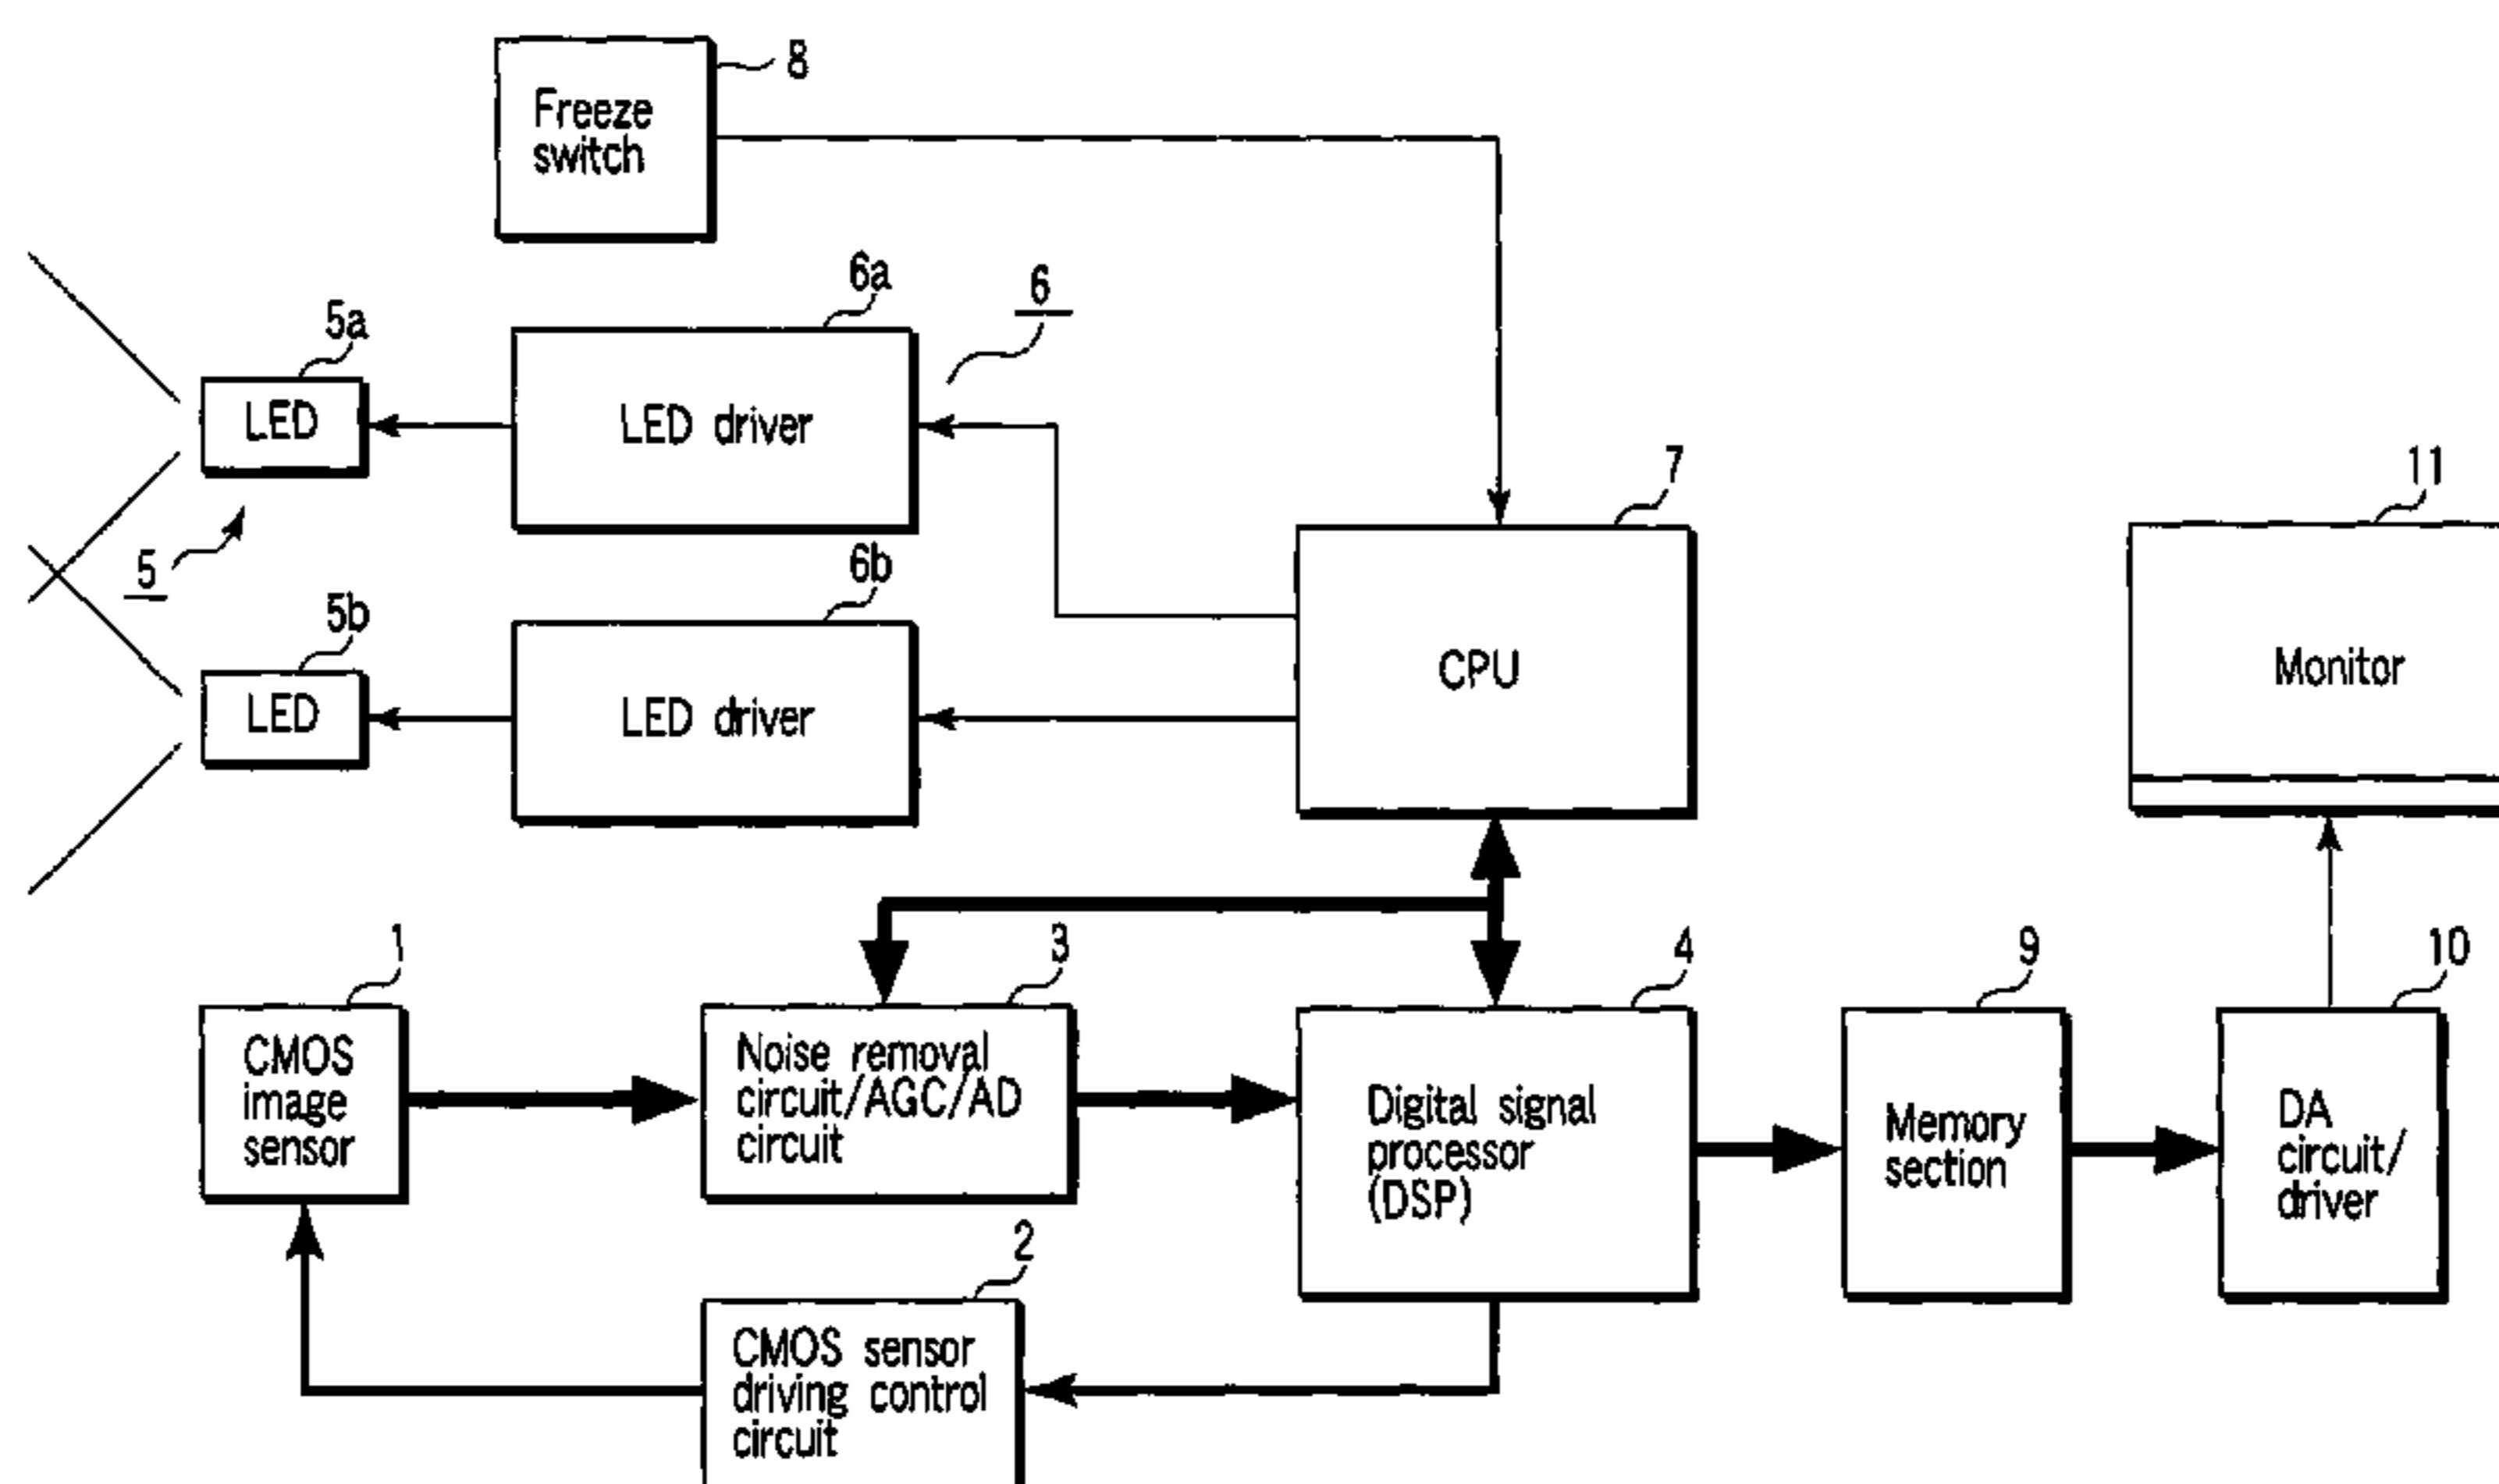 8
Freeze
switch
6a
6
5a
LED
LED driver
7
11
5
6b
5b
LED
LED driver
CPU
Monitor
1
3
4
9
10
CMOS
image
sensor
Noise removal
circuit/AGC/AD
circuit
Digital signal
processor
(DSP)
Memory
section
DA
circuit/
driver
2
CMOS sensor
driving control
circuit